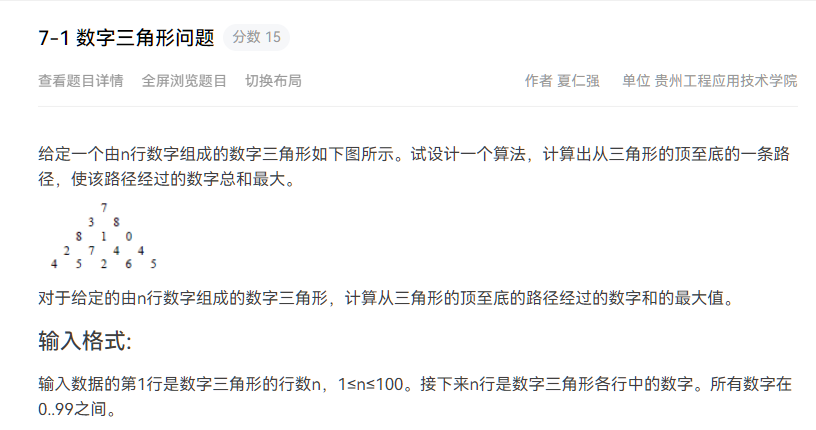 7-1 数字三角形问题 分数 15
查看题目详情 全屏浏览题目 切换布局 作者 夏仁强 单位 贵州工程应用技术学院
给定一个由n行数字组成的数字三角形如下图所示。试设计一个算法，计算出从三角形的顶至底的一条路
径，使该路径经过的数字总和最大。
7
3 8
8 1 0
2 7 4 4
4 5 2 6 5
对于给定的由n行数字组成的数字三角形，计算从三角形的顶至底的路径经过的数字和的最大值。
输入格式:
输入数据的第1行是数字三角形的行数n，1≤n≤100。接下来n行是数字三角形各行中的数字。所有数字在
0..99之间。